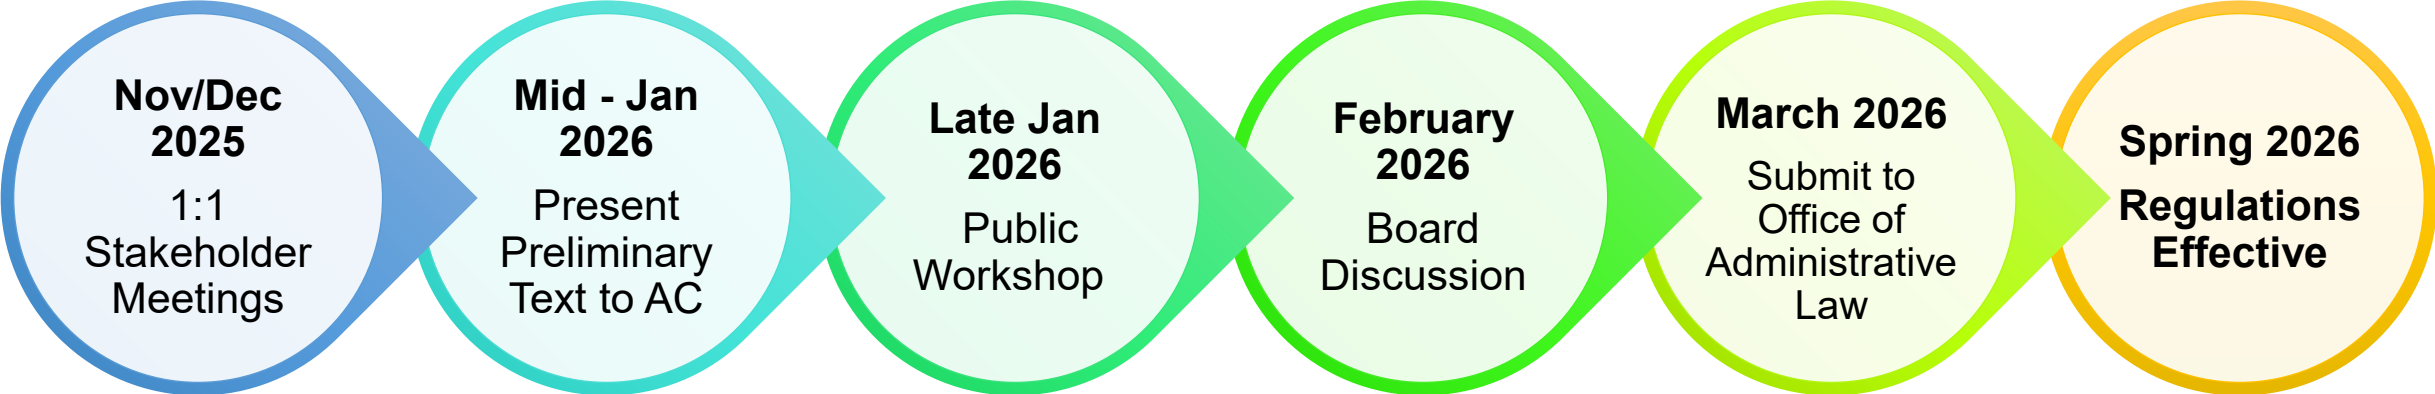 Nov/Dec
2025
1:1
Stakeholder
Meetings
Mid - Jan
2026
Present
Preliminary
Text to AC
Late Jan
2026
Public
Workshop
February
2026
Board
Discussion
March 2026
Submit to
Office of
Administrative
Law
Spring 2026
Regulations
Effective